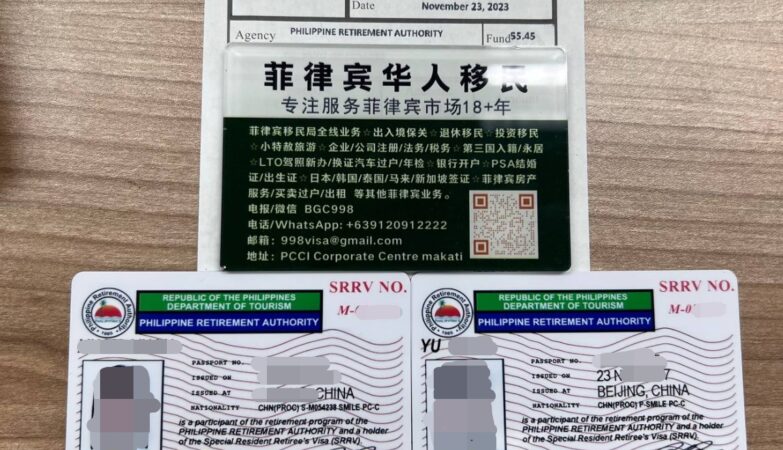 Date
November 23, 2023
Agency
PHILIPPINE RETIREMENT AUTHORITY
Fund
55.45
菲律宾华人移民
专注服务菲律宾市场18+年
菲律宾移民局全线业务☆出入境保关☆退休移民☆投资移民
☆小特赦旅游☆企业/公司注册/法务/税务☆第三国入籍/永居
☆LTO驾照新办/换证汽车过户/年检☆银行开户☆PSA结婚
证/出生证☆日本/韩国/泰国/马来/新加坡签证☆菲律宾房产
服务/买卖过户/出租 等其他菲律宾业务。
电报/微信 BGC998
电话/WhatsApp: +639120912222
邮箱：998visa@gmail.com
地址: PCCI Corporate Centre makati
REPUBLIC OF THE PHILIPPINES
DEPARTMENT OF TOURISM
PHILIPPINE RETIREMENT AUTHORITY
SRRV NO.
M-
Philippine Retirement Authority
1985
PASSPORT NO.
ISSUED ON
ISSUED AT
CHINA
NATIONALITY
CHN(PROC) S-M054238 SMILE-PC-C
is a participant of the retirement program of the
PHILIPPINE RETIREMENT AUTHORITY and a holder
of the Special Resident Retiree's Visa (SRRV).
REPUBLIC OF THE PHILIPPINES
DEPARTMENT OF TOURISM
PHILIPPINE RETIREMENT AUTHORITY
SRRV NO.
M-0
Philippine Retirement Authority
1985
YU
PASSPORT NO.
ISSUED ON
23 N
7
ISSUED AT
BEIJING, CHINA
NATIONALITY
CHN(PROC) P-SMILE-PC-C
is a participant of the retirement program of the
PHILIPPINE RETIREMENT AUTHORITY and a holder
of the Special Resident Retiree's Visa (SRRV).